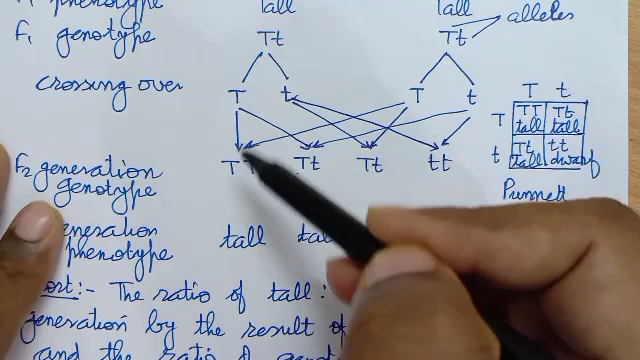 phenotype tall Tall alleles
F₁ genotype Tt Tt
crossing over T t T t
T t
T TT tall Tt tall
t Tt Tall tt dwarf
F₂ generation T Tt Tt tt
genotype
Punnett
tall
phenotype
:- The ratio of tall:
generation by the result of
and the ratio